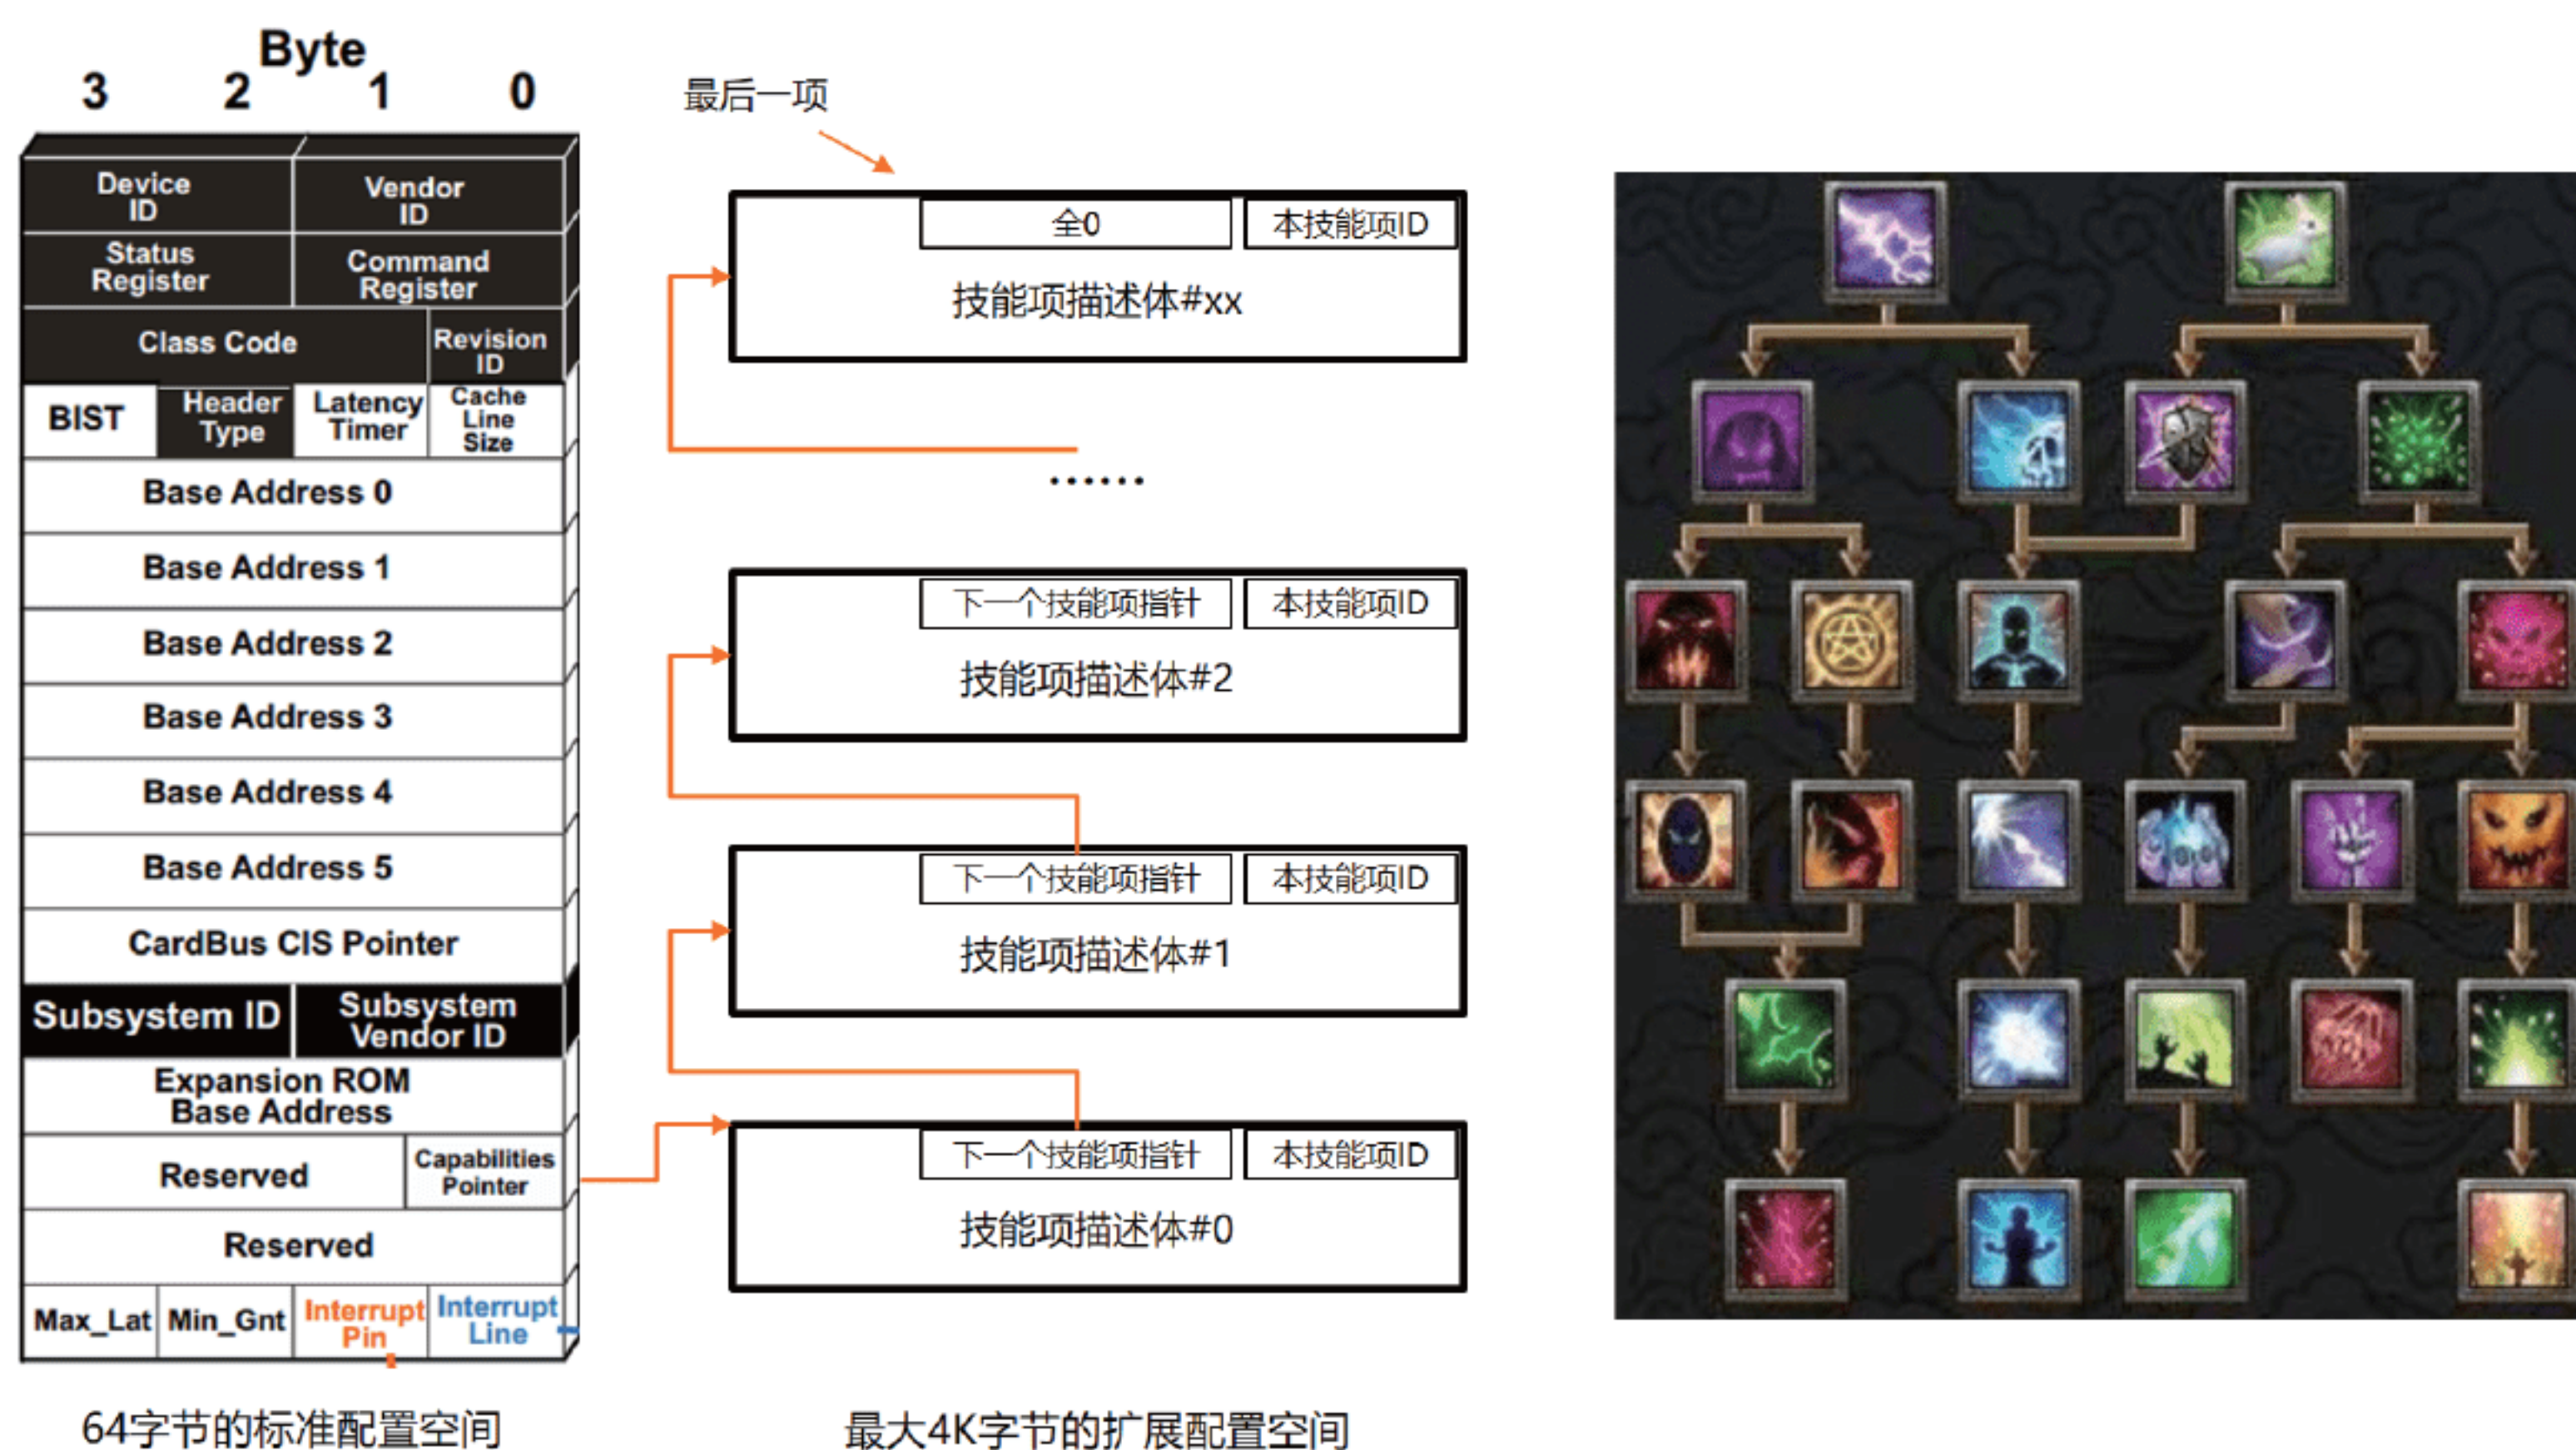 Byte
3 2 1 0
Device
ID
Vendor
ID
Status
Register
Command
Register
Class Code
Revision
ID
BIST
Header
Type
Latency
Timer
Cache
Line
Size
Base Address 0
Base Address 1
Base Address 2
Base Address 3
Base Address 4
Base Address 5
CardBus CIS Pointer
Subsystem ID
Subsystem
Vendor ID
Expansion ROM
Base Address
Reserved
Capabilities
Pointer
Reserved
Max_Lat
Min_Gnt
Interrupt
Pin
Interrupt
Line
64字节的标准配置空间
最后一项
全0
本技能项ID
技能项描述体#xx
......
下一个技能项指针
本技能项ID
技能项描述体#2
下一个技能项指针
本技能项ID
技能项描述体#1
下一个技能项指针
本技能项ID
技能项描述体#0
最大4K字节的扩展配置空间